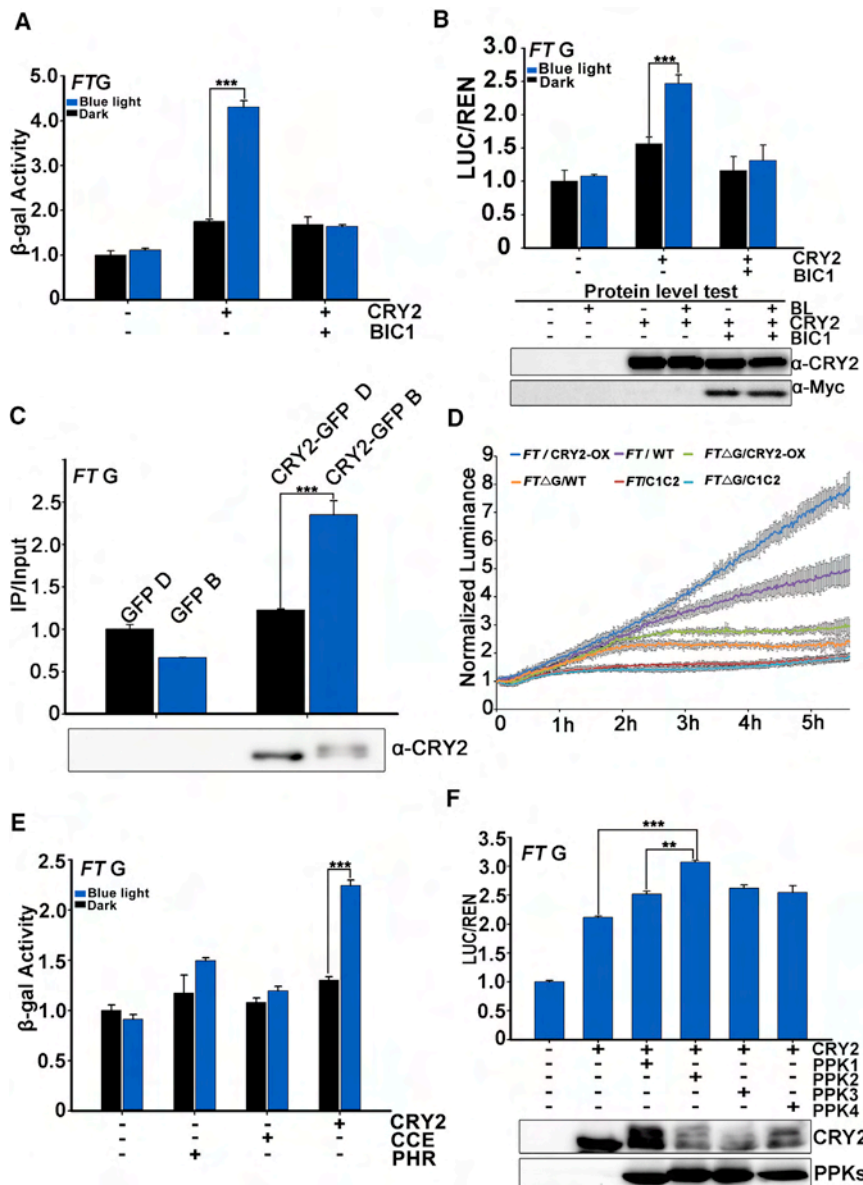 A
FT G
Blue light
Dark
***
β-gal Activity
5.0
4.0
3.0
2.0
1.0
0
- + + CRY2
- - + BIC1
B
FT G
Blue light
Dark
***
LUC/REN
3.0
2.5
2.0
1.5
1.0
0.5
0
- + + CRY2
- - + BIC1
Protein level test
- + - + - + BL
- - + + + + CRY2
- - - - + + BIC1
α-CRY2
α-Myc
C
FT G
***
IP/Input
2.5
2.0
1.5
1.0
0.5
0
GFP D
GFP B
CRY2-GFP D
CRY2-GFP B
α-CRY2
D
FT / CRY2-OX
FT / WT
FT△G/CRY2-OX
FT△G/WT
FT/C1C2
FT△G/C1C2
Normalized Luminance
9
8
7
6
5
4
3
2
1
0
1h
2h
3h
4h
5h
E
FT G
Blue light
Dark
***
β-gal Activity
2.5
2.0
1.5
1.0
0.5
0
- - - + CRY2
- - + - CCE
- + - - PHR
F
FT G
***
**
LUC/REN
3.5
3.0
2.5
2.0
1.5
1.0
0.5
0
- + + + + + CRY2
- - + - - - PPK1
- - - + - - PPK2
- - - - + - PPK3
- - - - - + PPK4
CRY2
PPKs